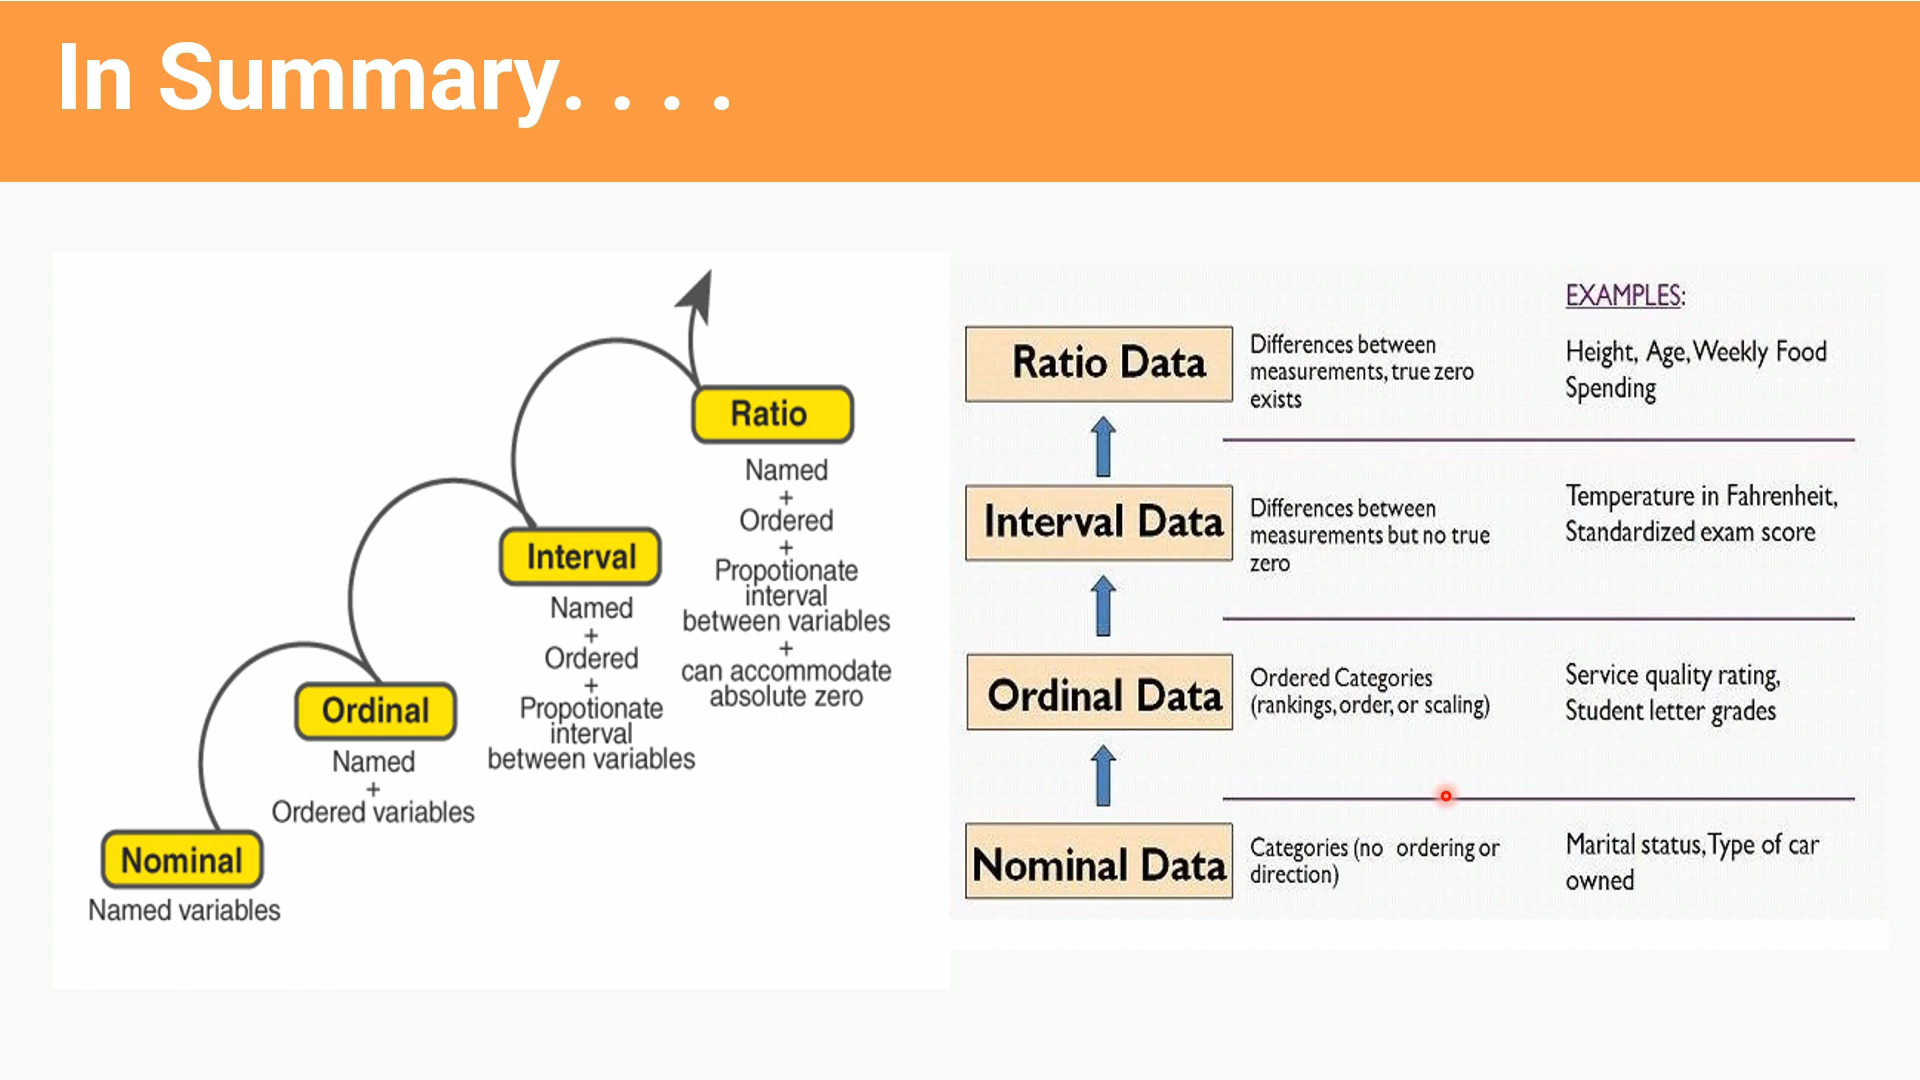 In Summary. . . .
Ratio
Named
+
Ordered
+
Propotionate
interval
between variables
+
can accommodate
absolute zero
Interval
Named
+
Ordered
+
Propotionate
interval
between variables
Ordinal
Named
+
Ordered variables
Nominal
Named variables
EXAMPLES:
Ratio Data
Differences between
measurements, true zero
exists
Height, Age, Weekly Food
Spending
Interval Data
Differences between
measurements but no true
zero
Temperature in Fahrenheit,
Standardized exam score
Ordinal Data
Ordered Categories
(rankings, order, or scaling)
Service quality rating,
Student letter grades
Nominal Data
Categories (no ordering or
direction)
Marital status, Type of car
owned